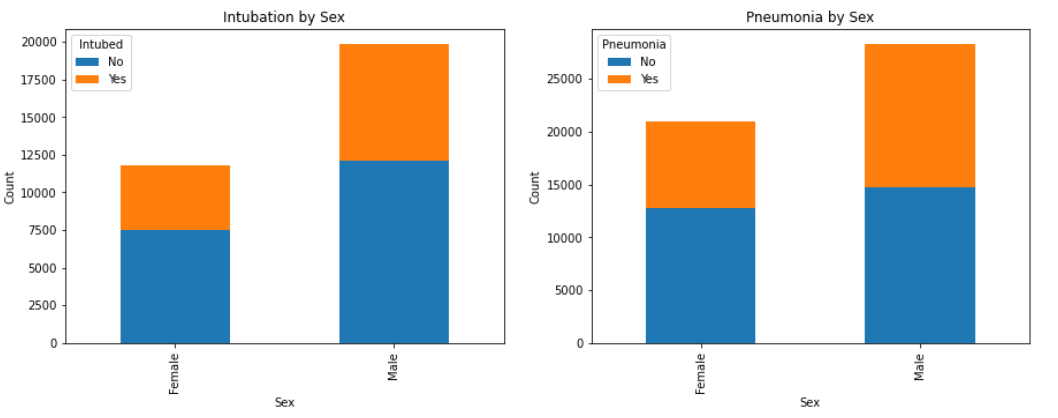 Intubation by Sex
20000
17500
15000
12500
10000
7500
5000
2500
0
Count
Intubed
No
Yes
Female
Male
Sex
Pneumonia by Sex
25000
20000
15000
10000
5000
0
Count
Pneumonia
No
Yes
Female
Male
Sex